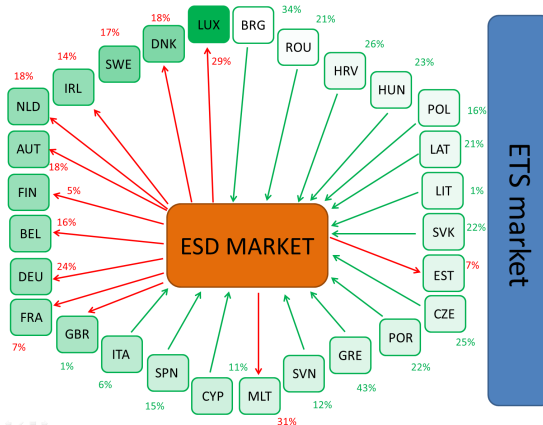 LUX
BRG
34%
18%
DNK
29%
ROU
21%
17%
SWE
HRV
26%
14%
IRL
HUN
23%
18%
NLD
POL
16%
AUT
18%
LAT
21%
FIN
5%
LIT
1%
BEL
16%
SVK
22%
ESD MARKET
ETS market
DEU
24%
EST
7%
FRA
7%
CZE
25%
GBR
1%
POR
22%
ITA
6%
GRE
43%
SPN
15%
SVN
12%
CYP
11%
MLT
31%